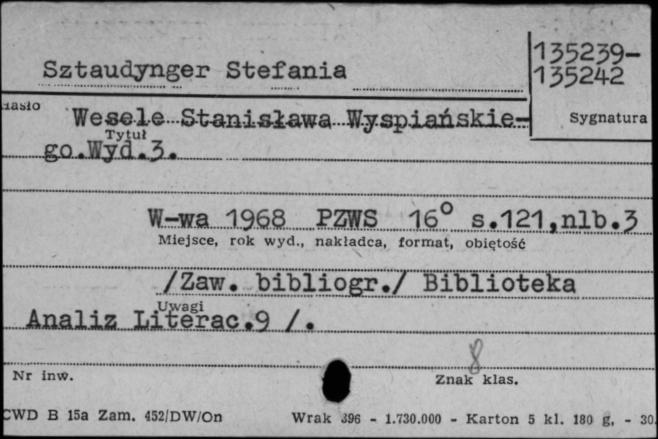 Sztaudynger Stefania
135239-
135242
Hasło
Sygnatura
Wesele Stanisława Wyspiańskie-
Tytuł
go.Wyd.3.
W-wa 1968 PZWS 16° s.121,nlb.3
Miejsce, rok wyd., nakładca, format, objętość
/Zaw. bibliogr./ Biblioteka
Uwagi
Analiz Literac.9 /.
8
Nr inw.
Znak klas.
CWD B 15a Zam. 452/DW/On Wrak 396 - 1.730.000 - Karton 5 kl. 180 g, - 30.